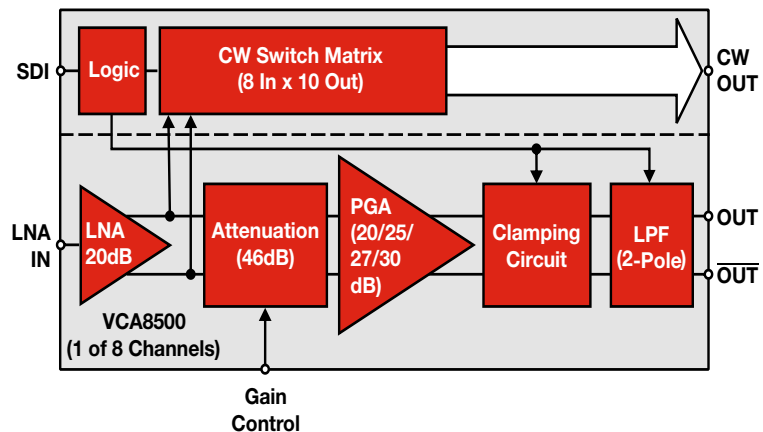 SDI
Logic
CW Switch Matrix
(8 In x 10 Out)
CW
OUT
LNA
IN
LNA
20dB
Attenuation
(46dB)
PGA
(20/25/
27/30
dB)
Clamping
Circuit
LPF
(2-Pole)
OUT
OUT
VCA8500
(1 of 8 Channels)
Gain
Control